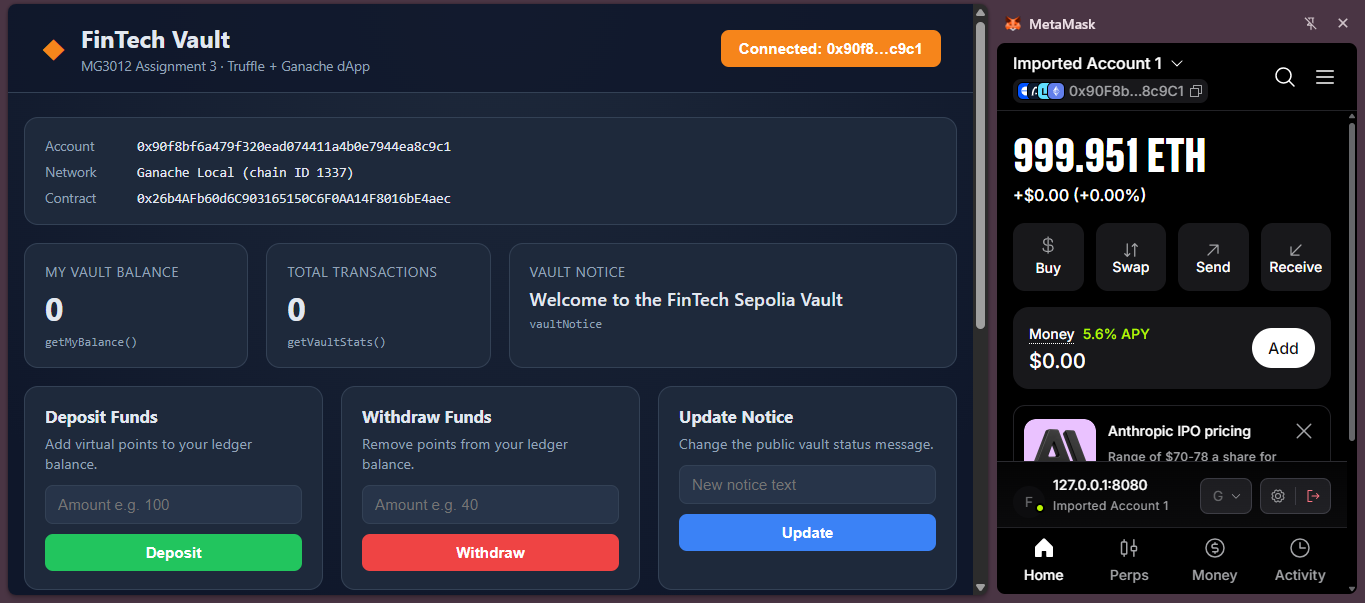 FinTech Vault
MG3012 Assignment 3 · Truffle + Ganache dApp
Connected: 0x90f8...c9c1
Account 0x90f8bf6a479f320ead074411a4b0e7944ea8c9c1
Network Ganache Local (chain ID 1337)
Contract 0x26b4AFb60d6C903165150C6F0AA14F8016bE4aec
MY VAULT BALANCE
0
getMyBalance()
TOTAL TRANSACTIONS
0
getVaultStats()
VAULT NOTICE
Welcome to the FinTech Sepolia Vault
vaultNotice
Deposit Funds
Add virtual points to your ledger
balance.
Amount e.g. 100
Deposit
Withdraw Funds
Remove points from your ledger
balance.
Amount e.g. 40
Withdraw
Update Notice
Change the public vault status message.
New notice text
Update
MetaMask
Imported Account 1
0x90F8b...8c9C1
999.951 ETH
+$0.00 (+0.00%)
Buy
Swap
Send
Receive
Money 5.6% APY
$0.00
Add
Anthropic IPO pricing
Range of $70-78 a share for
F
127.0.0.1:8080
Imported Account 1
G
Home
Perps
Money
Activity